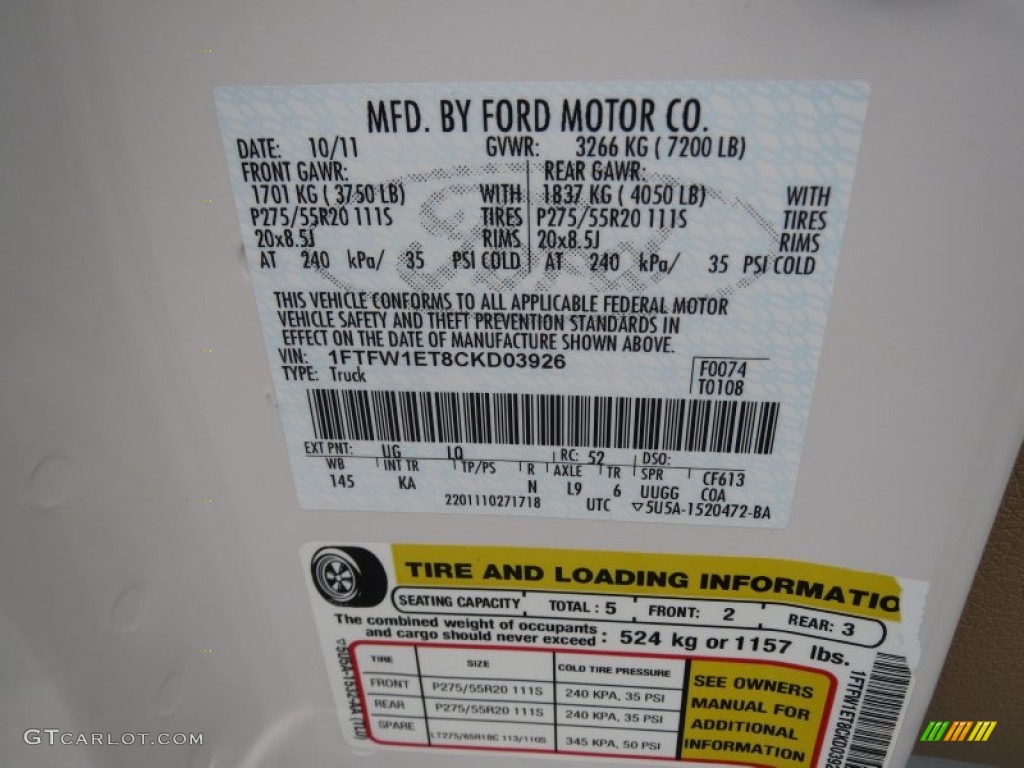 MFD. BY FORD MOTOR CO.
DATE: 10/11 GVWR: 3266 KG ( 7200 LB)
FRONT GAWR: REAR GAWR:
1701 KG ( 3750 LB) WITH 1837 KG ( 4050 LB) WITH
P275/55R20 111S TIRES P275/55R20 111S TIRES
20x8.5J RIMS 20x8.5J RIMS
AT 240 kPa/ 35 PSI COLD AT 240 kPa/ 35 PSI COLD
THIS VEHICLE CONFORMS TO ALL APPLICABLE FEDERAL MOTOR
VEHICLE SAFETY AND THEFT PREVENTION STANDARDS IN
EFFECT ON THE DATE OF MANUFACTURE SHOWN ABOVE.
VIN: 1FTFW1ET8CKD03926
TYPE: Truck
F0074
T0108
EXT PNT: UG LQ RC: 52 DSO:
WB INT TR TP/PS R AXLE TR SPR CF613
145 KA N L9 6 UUGG COA
2201110271718 UTC ▽5U5A-1520472-BA
TIRE AND LOADING INFORMATIO
SEATING CAPACITY TOTAL : 5 FRONT: 2 REAR: 3
The combined weight of occupants
and cargo should never exceed : 524 kg or 1157 lbs.
TIRE SIZE COLD TIRE PRESSURE
FRONT P275/55R20 111S 240 KPA, 35 PSI
REAR P275/55R20 111S 240 KPA, 35 PSI
SPARE LT275/65R18C 113/110S 345 KPA, 50 PSI
SEE OWNERS
MANUAL FOR
ADDITIONAL
INFORMATION
1FTFW1ET8CKD0392
GTCARLOT.COM